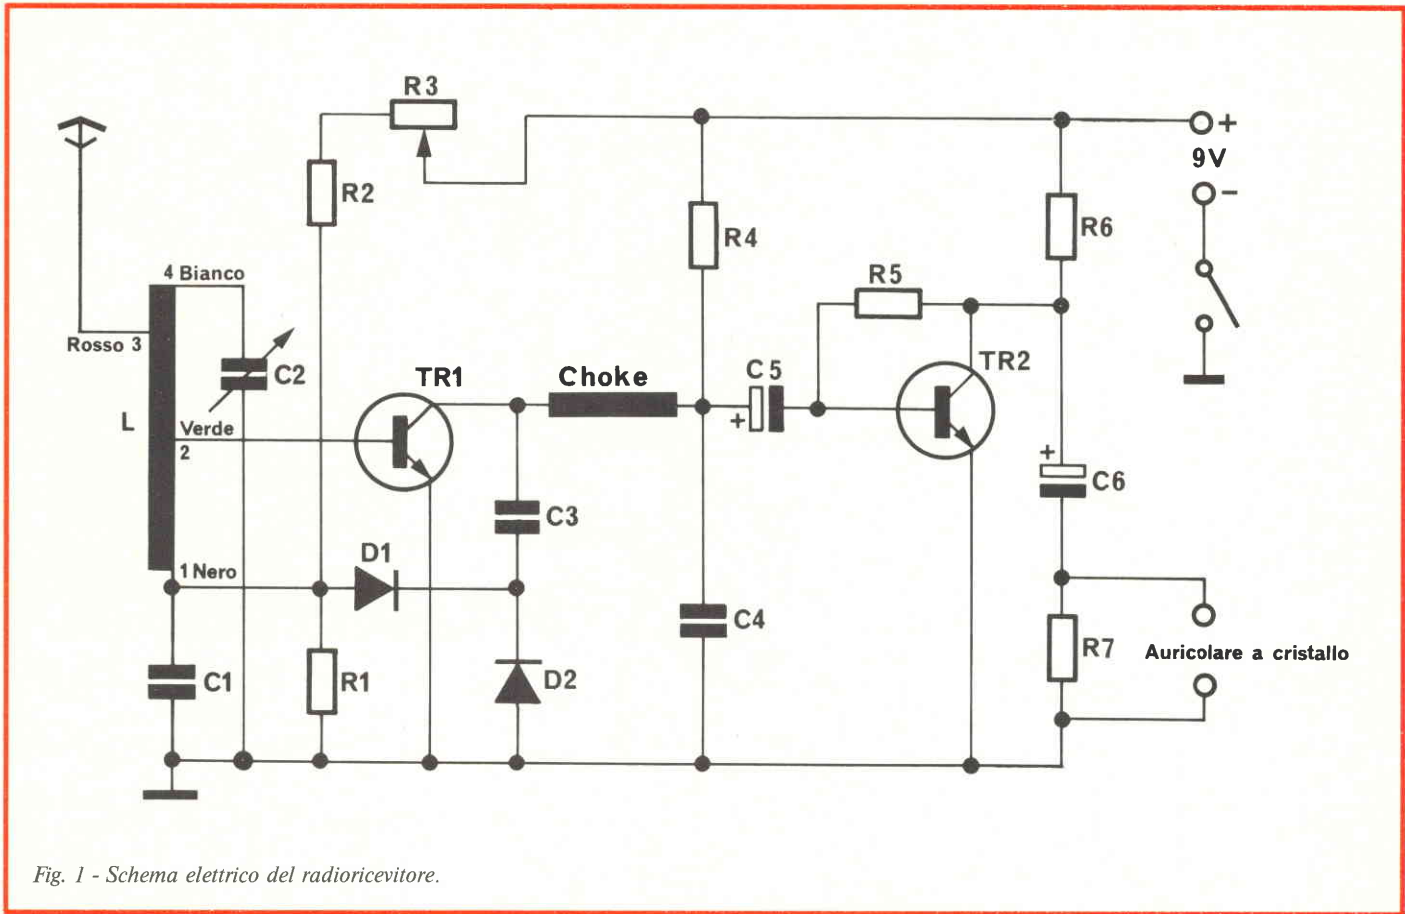 R3
+
9V
−
R2
R4
R6
R5
4 Bianco
Rosso 3
C2
TR1
Choke
C5
+
TR2
L
Verde
2
+
C6
C3
D1
1 Nero
C4
R7
Auricolare a cristallo
C1
R1
D2
Fig. 1 - Schema elettrico del radioricevitore.